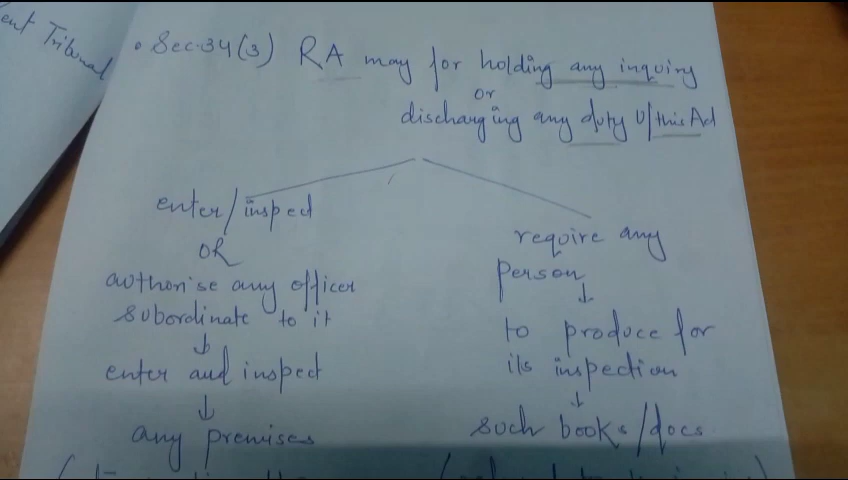 ent Tribunal
• Sec. 34(3) RA may for holding any inquiry
or
discharging any duty U/this Act
enter/inspect
OR
authorise any officer
subordinate to it
↓
enter and inspect
↓
any premises
require any
person
↓
to produce for
its inspection
↓
such books/docs